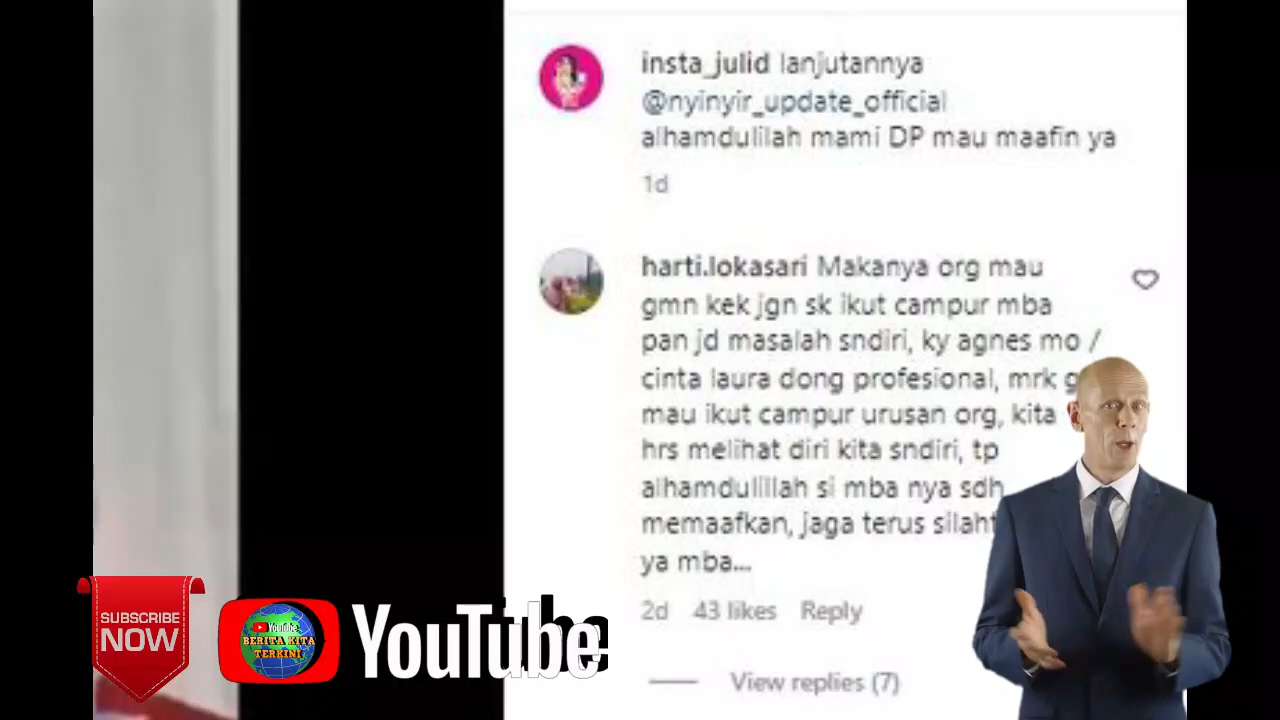 insta_julid lanjutannya
@nyinyir_update_official
alhamdulilah mami DP mau maafin ya
1d
harti.lokasari Makanya org mau
gmn kek jgn sk ikut campur mba
pan jd masalah sndiri, ky agnes mo /
cinta laura dong profesional, mrk g
mau ikut campur urusan org, kita
hrs melihat diri kita sndiri, tp
alhamdulillah si mba nya sdh
memaafkan, jaga terus silaht
ya mba...
2d 43 likes Reply
View replies (7)
SUBSCRIBE
NOW
YouTube
BERITA KITA
TERKINI
YouTube